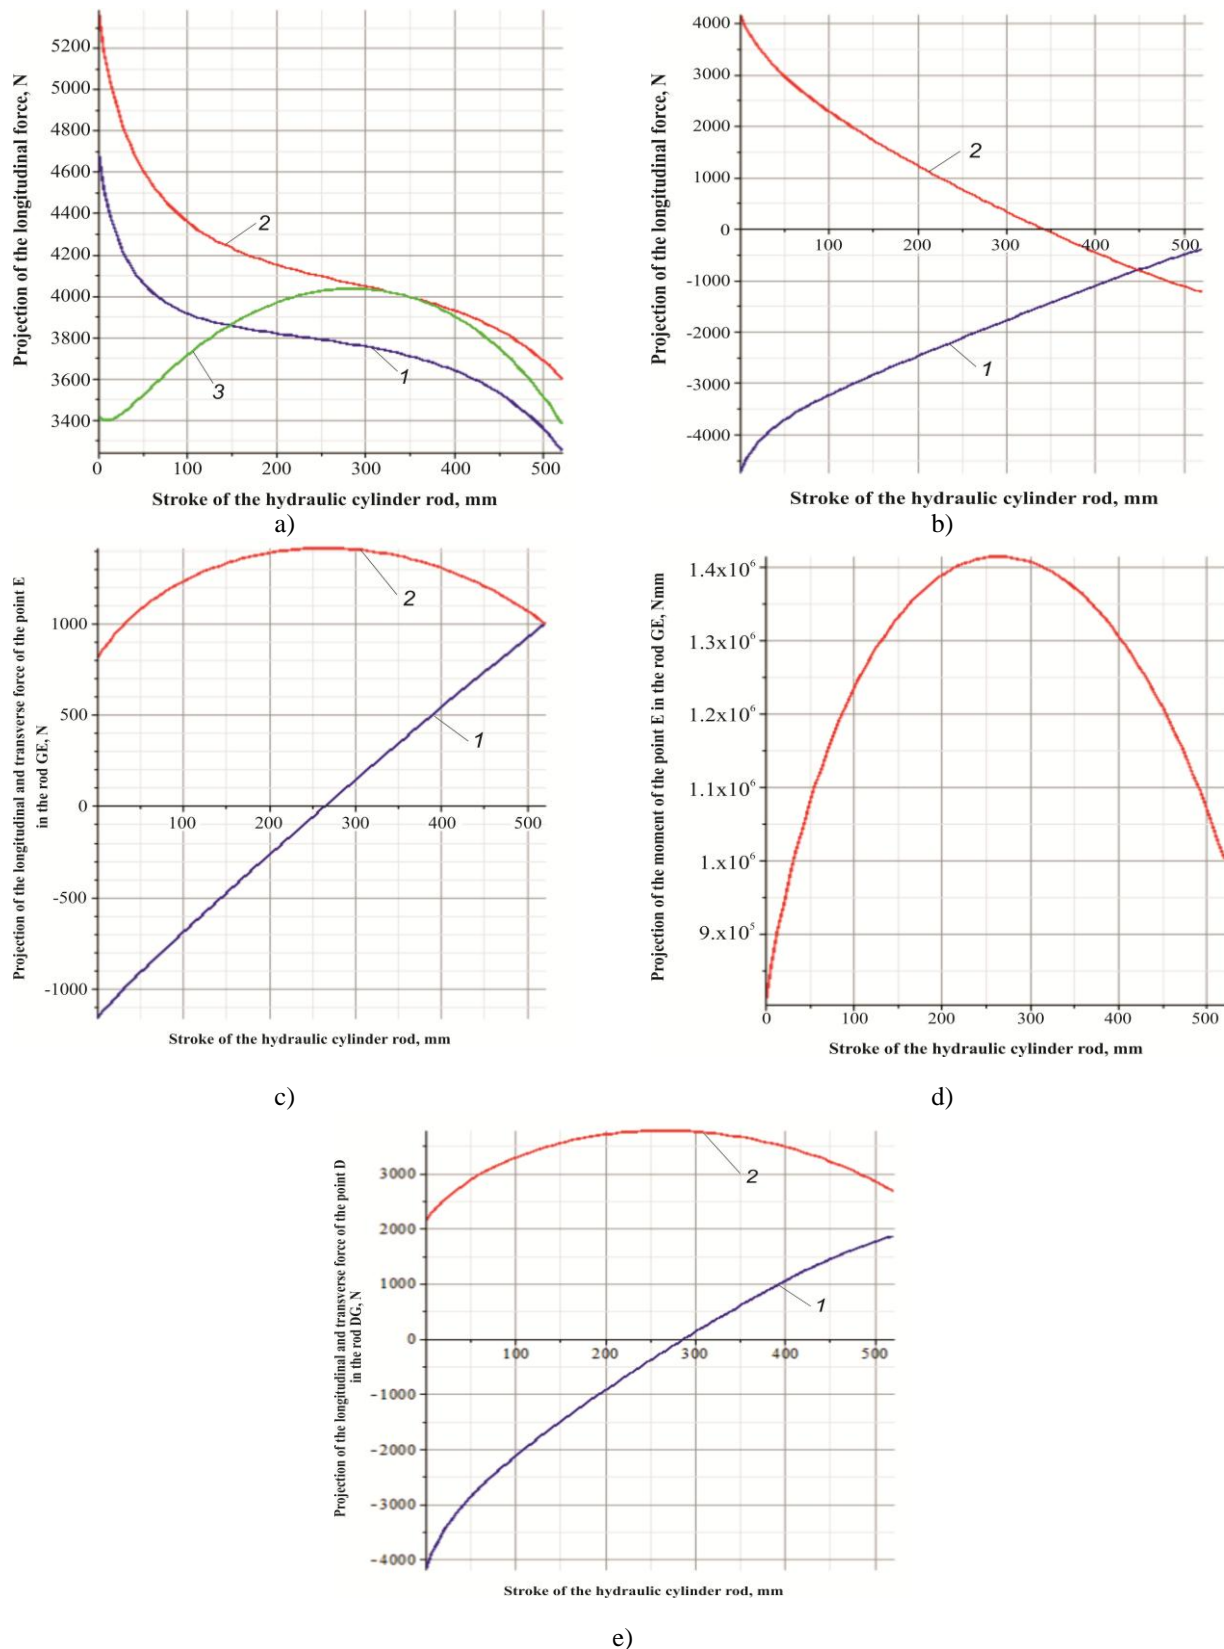 Projection of the longitudinal force, N
5200
5000
4800
4600
4400
4200
4000
3800
3600
3400
2
1
3
0 100 200 300 400 500
Stroke of the hydraulic cylinder rod, mm
a)
Projection of the longitudinal force, N
4000
3000
2000
1000
0
-1000
-2000
-3000
-4000
2
1
100 200 300 400 500
Stroke of the hydraulic cylinder rod, mm
b)
Projection of the longitudinal and transverse force of the point E
in the rod GE, N
1000
500
0
-500
-1000
2
1
100 200 300 400 500
Stroke of the hydraulic cylinder rod, mm
c)
Projection of the moment of the point E in the rod GE, Nmm
1.4x10⁶
1.3x10⁶
1.2x10⁶
1.1x10⁶
1.x10⁶
9.x10⁵
0 100 200 300 400 500
Stroke of the hydraulic cylinder rod, mm
d)
Projection of the longitudinal and transverse force of the point D
in the rod DG, N
3000
2000
1000
0
-1000
-2000
-3000
-4000
2
1
100 200 300 400 500
Stroke of the hydraulic cylinder rod, mm
e)